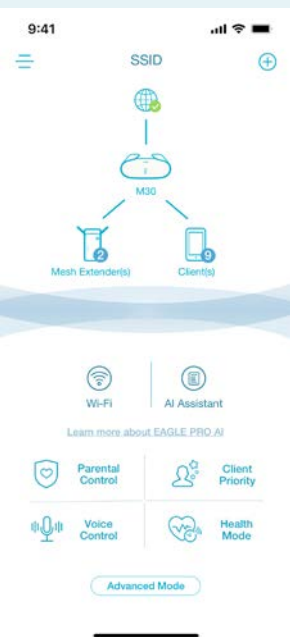 9:41
SSID
M30
2
9
Mesh Extender(s)
Client(s)
Wi-Fi
AI Assistant
Learn more about EAGLE PRO AI
Parental
Control
Client
Priority
Voice
Control
Health
Mode
Advanced Mode